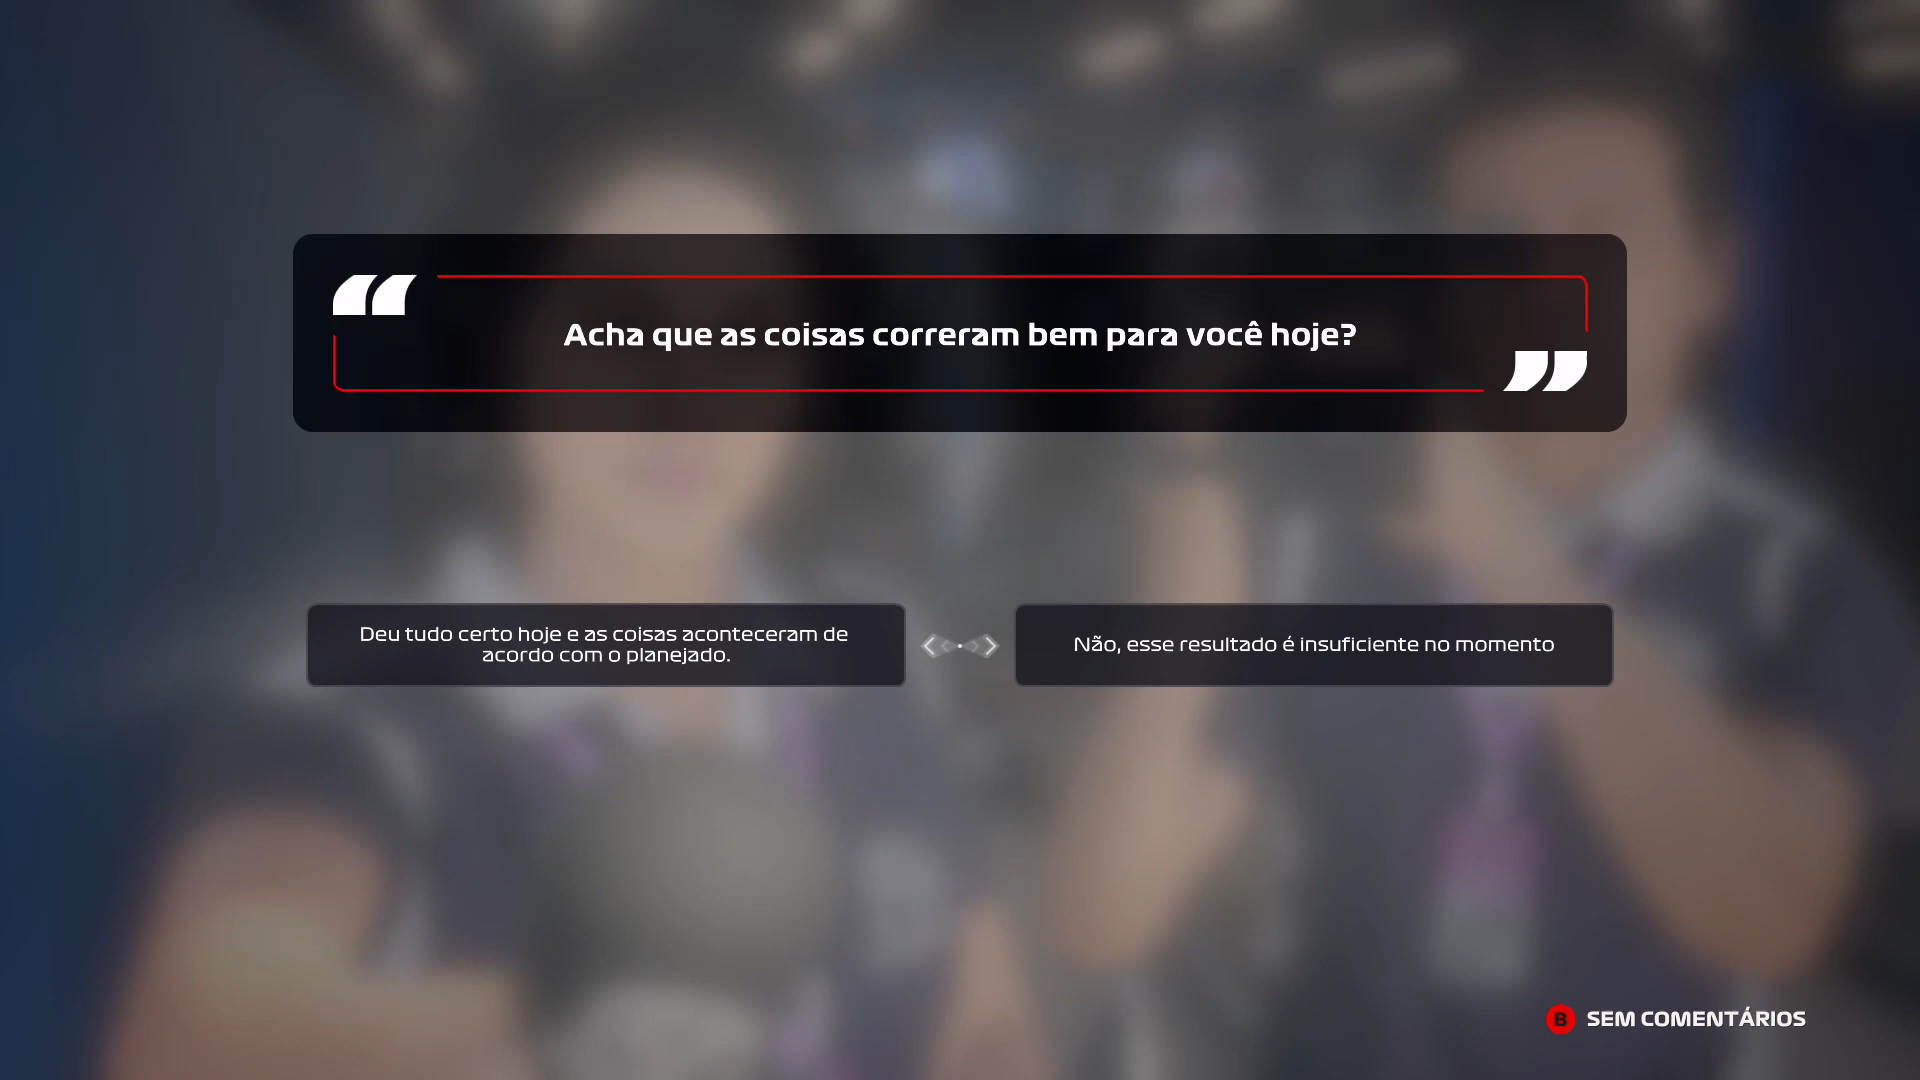 Acha que as coisas correram bem para você hoje?
Deu tudo certo hoje e as coisas aconteceram de
acordo com o planejado.
Não, esse resultado é insuficiente no momento
B SEM COMENTÁRIOS